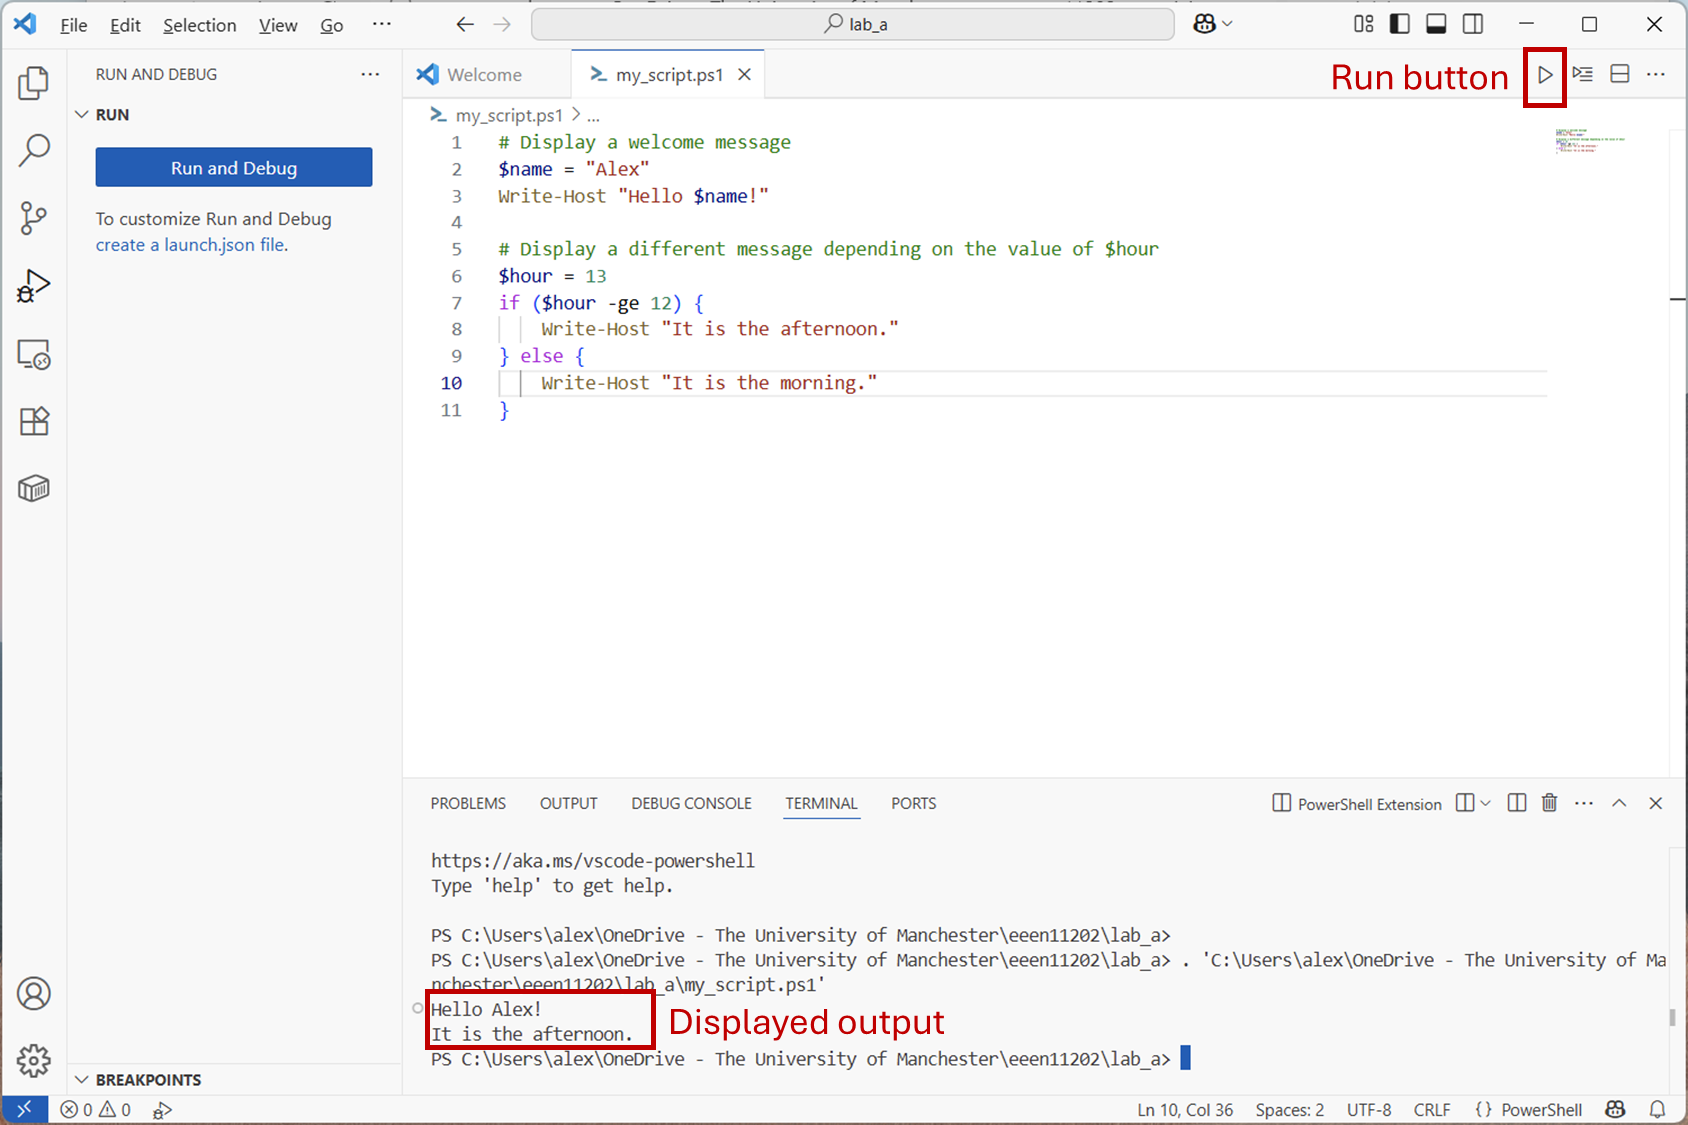 File Edit Selection View Go ···
lab_a
RUN AND DEBUG ···
RUN
Run and Debug
To customize Run and Debug
create a launch.json file.
Welcome
my_script.ps1
Run button
my_script.ps1 > ...
1 # Display a welcome message
2 $name = "Alex"
3 Write-Host "Hello $name!"
4
5 # Display a different message depending on the value of $hour
6 $hour = 13
7 if ($hour -ge 12) {
8 Write-Host "It is the afternoon."
9 } else {
10 Write-Host "It is the morning."
11 }
PROBLEMS OUTPUT DEBUG CONSOLE TERMINAL PORTS
PowerShell Extension
https://aka.ms/vscode-powershell
Type 'help' to get help.
PS C:\Users\alex\OneDrive - The University of Manchester\eeen11202\lab_a>
PS C:\Users\alex\OneDrive - The University of Manchester\eeen11202\lab_a> . 'C:\Users\alex\OneDrive - The University of Ma
nchester\eeen11202\lab_a\my_script.ps1'
Hello Alex!
It is the afternoon.
Displayed output
PS C:\Users\alex\OneDrive - The University of Manchester\eeen11202\lab_a>
BREAKPOINTS
0 0
Ln 10, Col 36 Spaces: 2 UTF-8 CRLF {} PowerShell